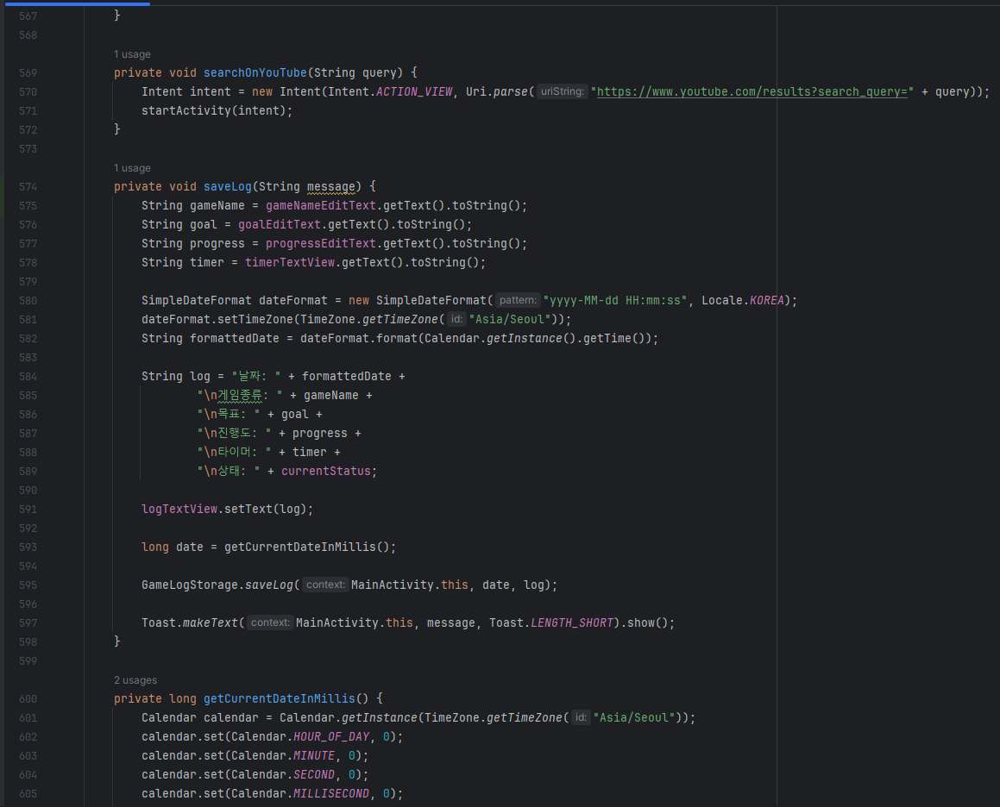 567 }
568
1 usage
569 private void searchOnYouTube(String query) {
570 Intent intent = new Intent(Intent.ACTION_VIEW, Uri.parse( uriString: "https://www.youtube.com/results?search_query=" + query));
571 startActivity(intent);
572 }
573
1 usage
574 private void saveLog(String message) {
575 String gameName = gameNameEditText.getText().toString();
576 String goal = goalEditText.getText().toString();
577 String progress = progressEditText.getText().toString();
578 String timer = timerTextView.getText().toString();
579
580 SimpleDateFormat dateFormat = new SimpleDateFormat( pattern: "yyyy-MM-dd HH:mm:ss", Locale.KOREA);
581 dateFormat.setTimeZone(TimeZone.getTimeZone( id: "Asia/Seoul"));
582 String formattedDate = dateFormat.format(Calendar.getInstance().getTime());
583
584 String log = "날짜: " + formattedDate +
585 "\n게임종류: " + gameName +
586 "\n목표: " + goal +
587 "\n진행도: " + progress +
588 "\n타이머: " + timer +
589 "\n상태: " + currentStatus;
590
591 logTextView.setText(log);
592
593 long date = getCurrentDateInMillis();
594
595 GameLogStorage.saveLog( context: MainActivity.this, date, log);
596
597 Toast.makeText( context: MainActivity.this, message, Toast.LENGTH_SHORT).show();
598 }
599
2 usages
600 private long getCurrentDateInMillis() {
601 Calendar calendar = Calendar.getInstance(TimeZone.getTimeZone( id: "Asia/Seoul"));
602 calendar.set(Calendar.HOUR_OF_DAY, 0);
603 calendar.set(Calendar.MINUTE, 0);
604 calendar.set(Calendar.SECOND, 0);
605 calendar.set(Calendar.MILLISECOND, 0);